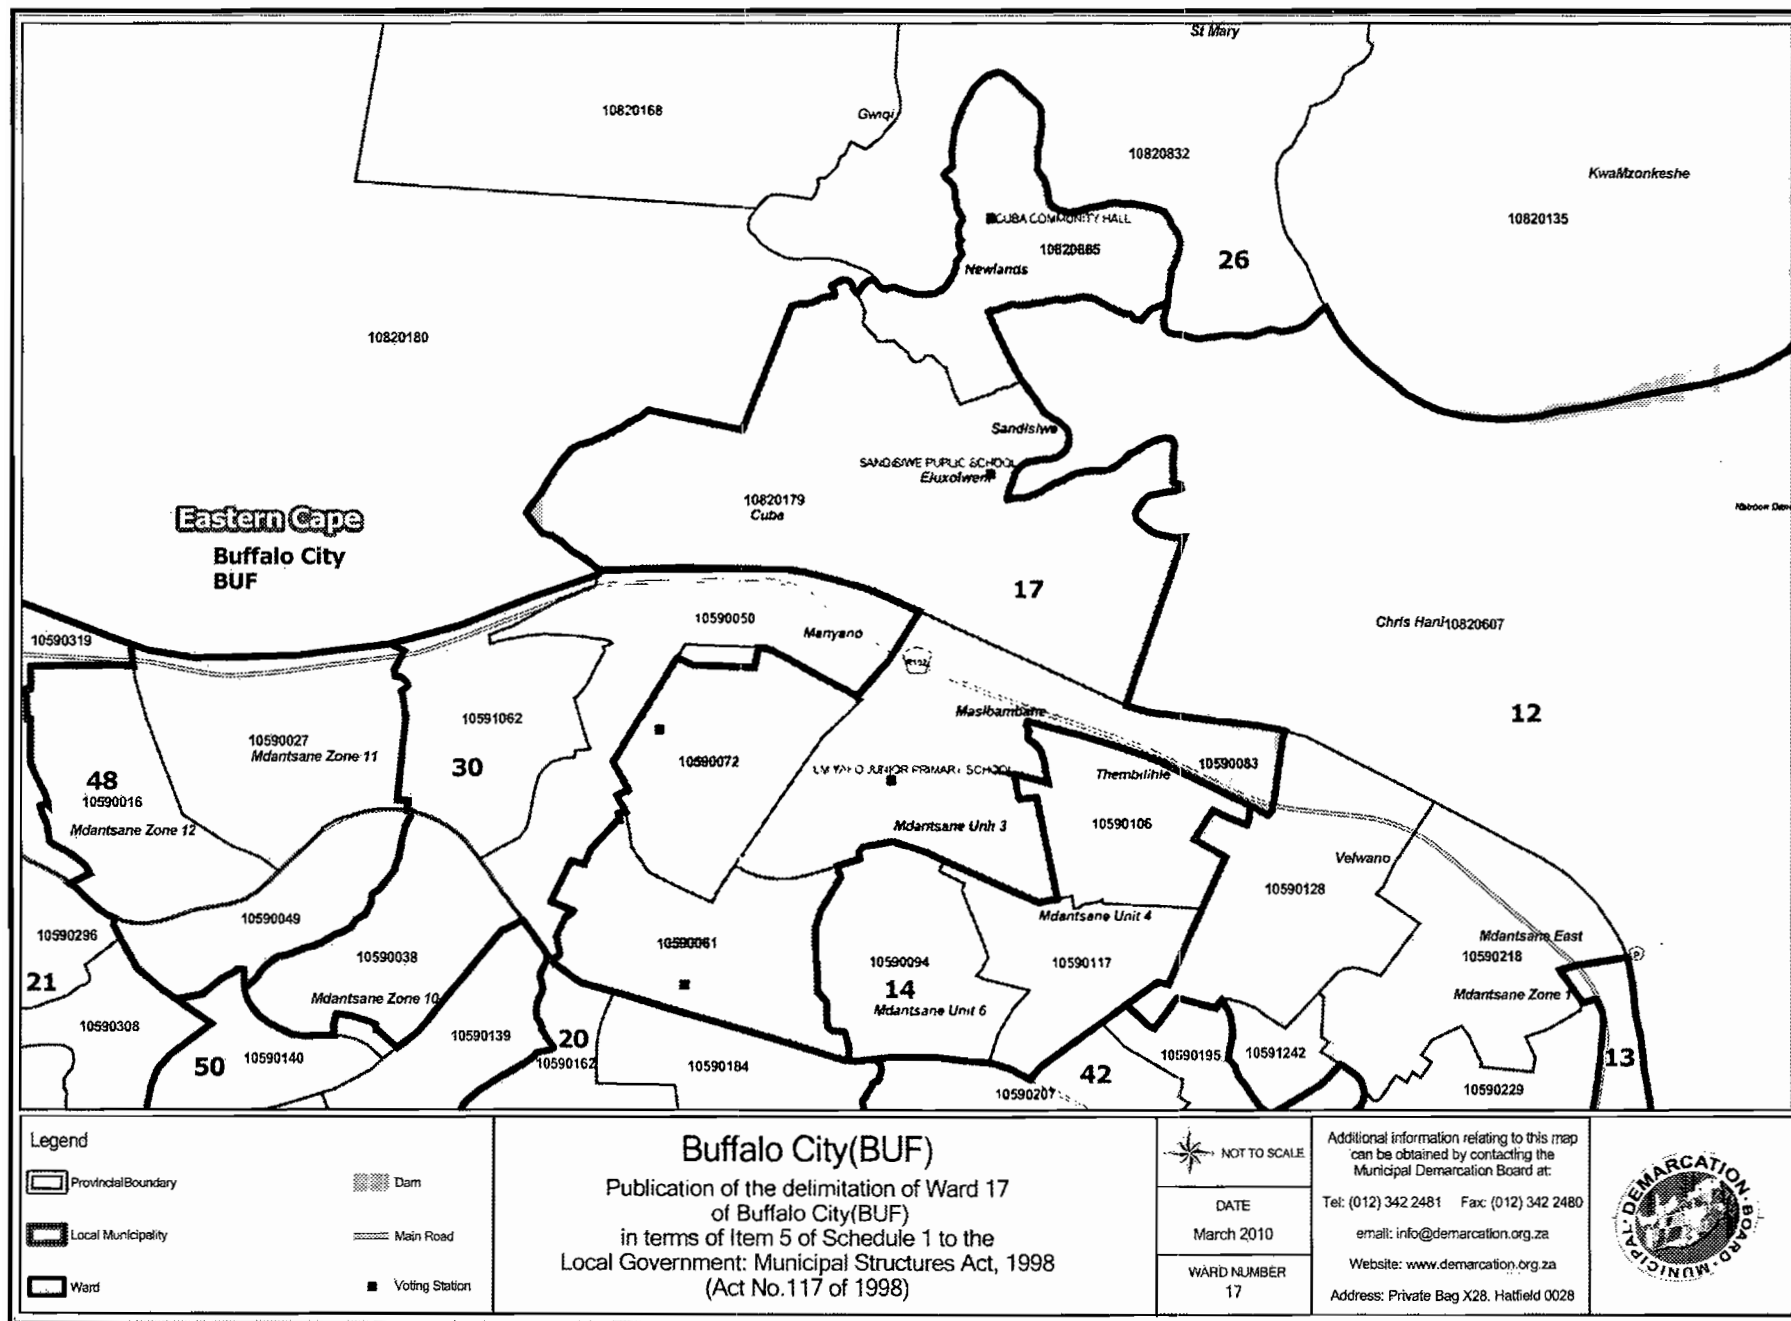 St Mary
10820168
Gwiqi
10820832
KwaMzonkeshe
10820135
CUBA COMMUNITY HALL
10820885
26
Newlands
10820180
Sandisiwe
SANDISIWE PUBLIC SCHOOL
Eluxolweni
10820179
Cuba
Eastern Cape
Buffalo City
BUF
17
Chris Hani 10820607
10590319
10590050
Manyano
Masibambane
12
10591062
10590027
Mdantsane Zone 11
48
10590016
30
10590072
JUNIOR PRIMARY SCHOOL
Thembilihle
10590083
Mdantsane Zone 12
Mdantsane Unit 3
10590106
Velwano
10590128
10590049
10590296
Mdantsane Unit 4
Mdantsane East
10590038
10590061
10590094
10590117
10590218
21
Mdantsane Zone 10
14
Mdantsane Unit 6
Mdantsane Zone 1
10590308
50
10590140
10590139
20
10590162
10590184
42
10590195
10591242
13
10590207
10590229
Legend
Provincial Boundary
Dam
Local Municipality
Main Road
Ward
Voting Station
Buffalo City(BUF)
Publication of the delimitation of Ward 17
of Buffalo City(BUF)
in terms of Item 5 of Schedule 1 to the
Local Government: Municipal Structures Act, 1998
(Act No.117 of 1998)
NOT TO SCALE
DATE
March 2010
WARD NUMBER
17
Additional information relating to this map
can be obtained by contacting the
Municipal Demarcation Board at:
Tel: (012) 342 2481 Fax: (012) 342 2480
email: info@demarcation.org.za
Website: www.demarcation.org.za
Address: Private Bag X28, Hatfield 0028
MUNICIPAL DEMARCATION BOARD